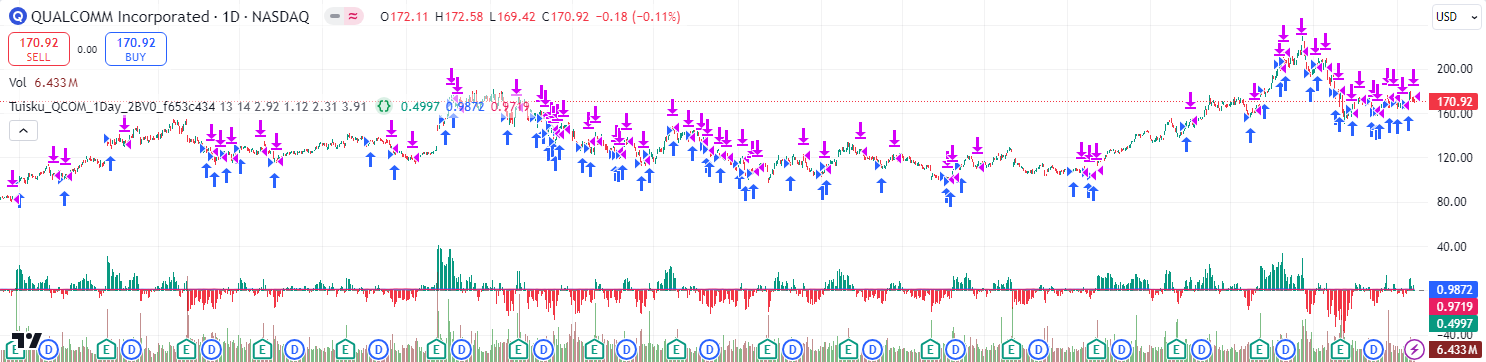 QUALCOMM Incorporated · 1D · NASDAQ O172.11 H172.58 L169.42 C170.92 −0.18 (−0.11%)
USD
170.92 SELL
0.00
170.92 BUY
Vol 6.433 M
Tuisku_QCOM_1Day_2BV0_f653c434 13 14 2.92 1.12 2.31 3.91 {} 0.4997 0.9872 0.9719
200.00
170.92
160.00
120.00
80.00
40.00
0.9872
0.9719
0.4997
6.433 M
E D E D E D E D E D E D E D E D E D E D E D E D E D E D E D E D E D E D